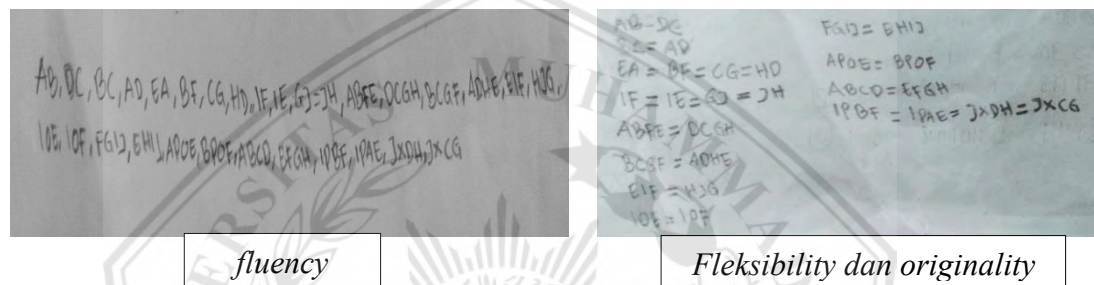 AB, DC, BC, AD, EA, BF, CG, HD, IF, IE, GJ=JH, ABFE, DCGH, BCGF, ADHE, EIF, HJG,
IOE, IOF, FGIJ, EHIJ, APOE, BPOF, ABCD, EFGH, IPBF, IPAE, JXDH, JXCG
fluency
AB=DC
BC=AD
EA=BF=CG=HD
IF=IE=GJ=JH
ABFE=DCGH
BCGF=ADHE
EIF=HJG
IOE=IOF
FGIJ=EHIJ
APOE=BPOF
ABCD=EFGH
IPBF=IPAE=JXDH=JXCG
Fleksibility dan originality